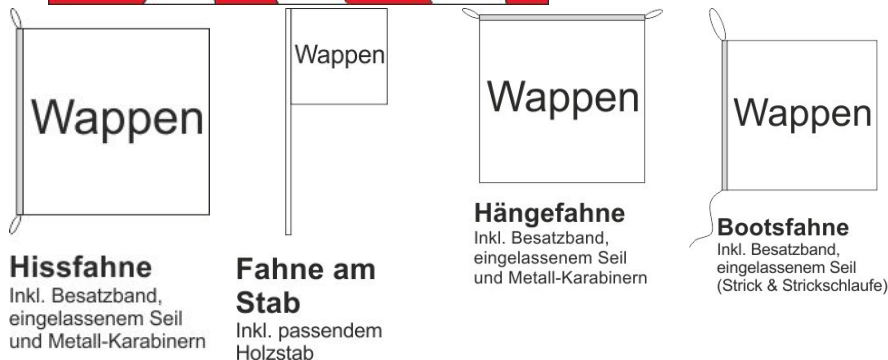 Wappen
Hissfahne
Inkl. Besatzband,
eingelassenem Seil
und Metall-Karabinern
Wappen
Fahne am
Stab
Inkl. passendem
Holzstab
Wappen
Hängefahne
Inkl. Besatzband,
eingelassenem Seil
und Metall-Karabinern
Wappen
Bootsfahne
Inkl. Besatzband,
eingelassenem Seil
(Strick & Strickschlaufe)